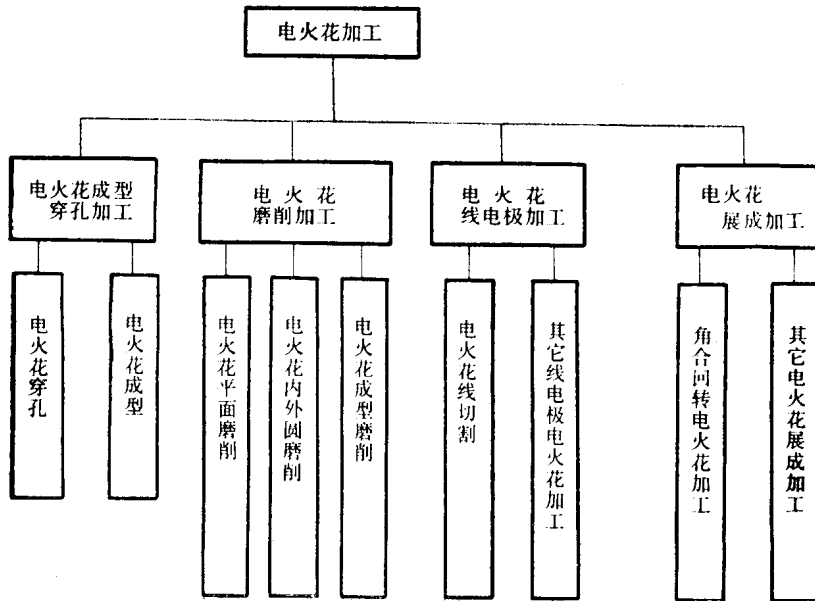 电火花加工
电火花成型
穿孔加工
电火花
磨削加工
电火花
线电极加工
电火花
展成加工
电火花穿孔
电火花成型
电火花平面磨削
电火花内外圆磨削
电火花成型磨削
电火花线切割
其它线电极电火花加工
角合回转电火花加工
其它电火花展成加工